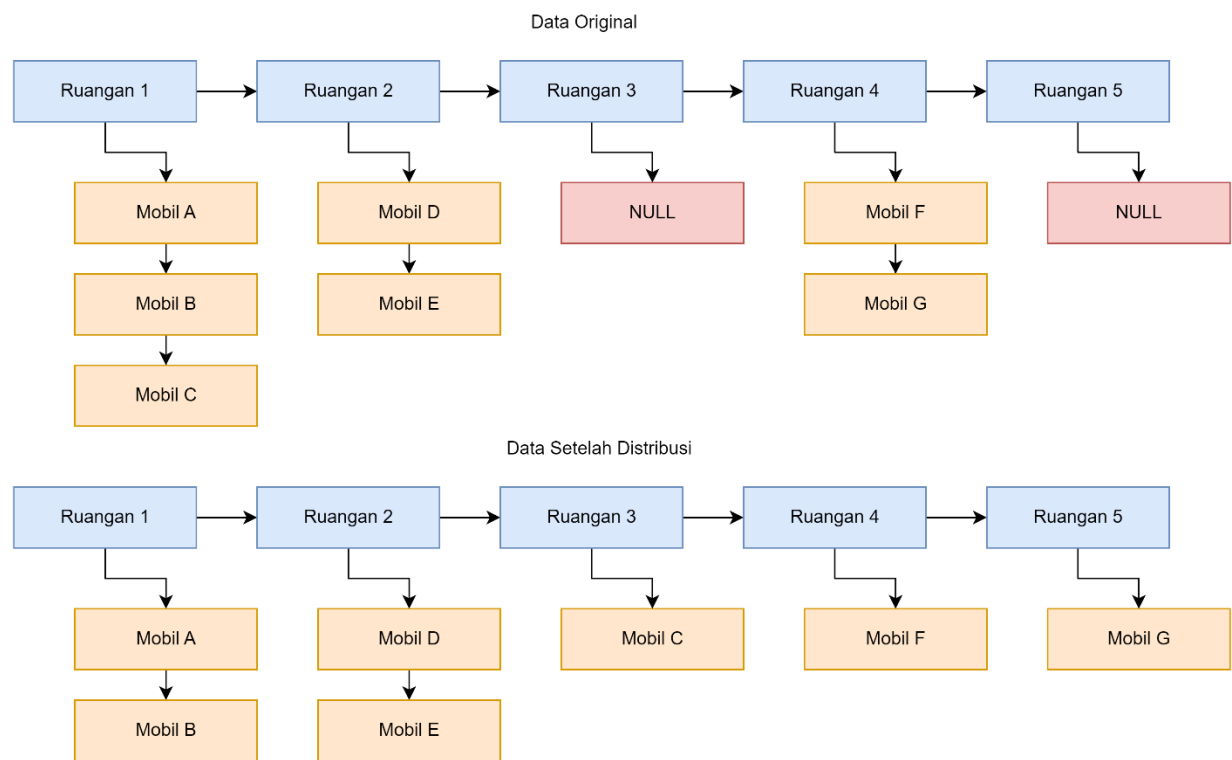 Data Original
Ruangan 1
Ruangan 2
Ruangan 3
Ruangan 4
Ruangan 5
Mobil A
Mobil D
NULL
Mobil F
NULL
Mobil B
Mobil E
Mobil G
Mobil C
Data Setelah Distribusi
Ruangan 1
Ruangan 2
Ruangan 3
Ruangan 4
Ruangan 5
Mobil A
Mobil D
Mobil C
Mobil F
Mobil G
Mobil B
Mobil E